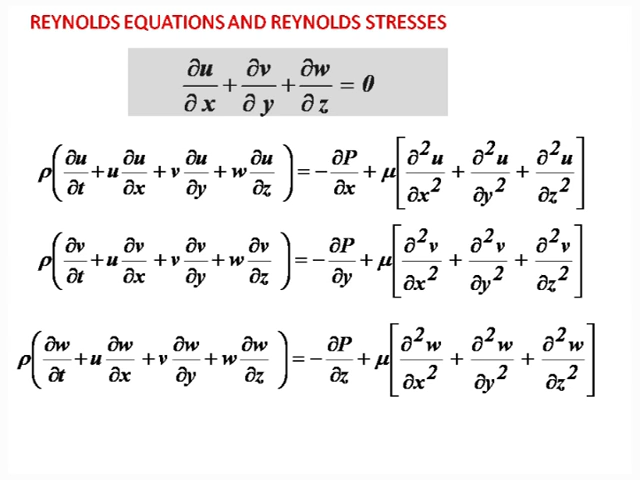 REYNOLDS EQUATIONS AND REYNOLDS STRESSES
∂u/∂x + ∂v/∂y + ∂w/∂z = 0
ρ(∂u/∂t + u ∂u/∂x + v ∂u/∂y + w ∂u/∂z) = −∂P/∂x + μ[∂²u/∂x² + ∂²u/∂y² + ∂²u/∂z²]
ρ(∂v/∂t + u ∂v/∂x + v ∂v/∂y + w ∂v/∂z) = −∂P/∂y + μ[∂²v/∂x² + ∂²v/∂y² + ∂²v/∂z²]
ρ(∂w/∂t + u ∂w/∂x + v ∂w/∂y + w ∂w/∂z) = −∂P/∂z + μ[∂²w/∂x² + ∂²w/∂y² + ∂²w/∂z²]